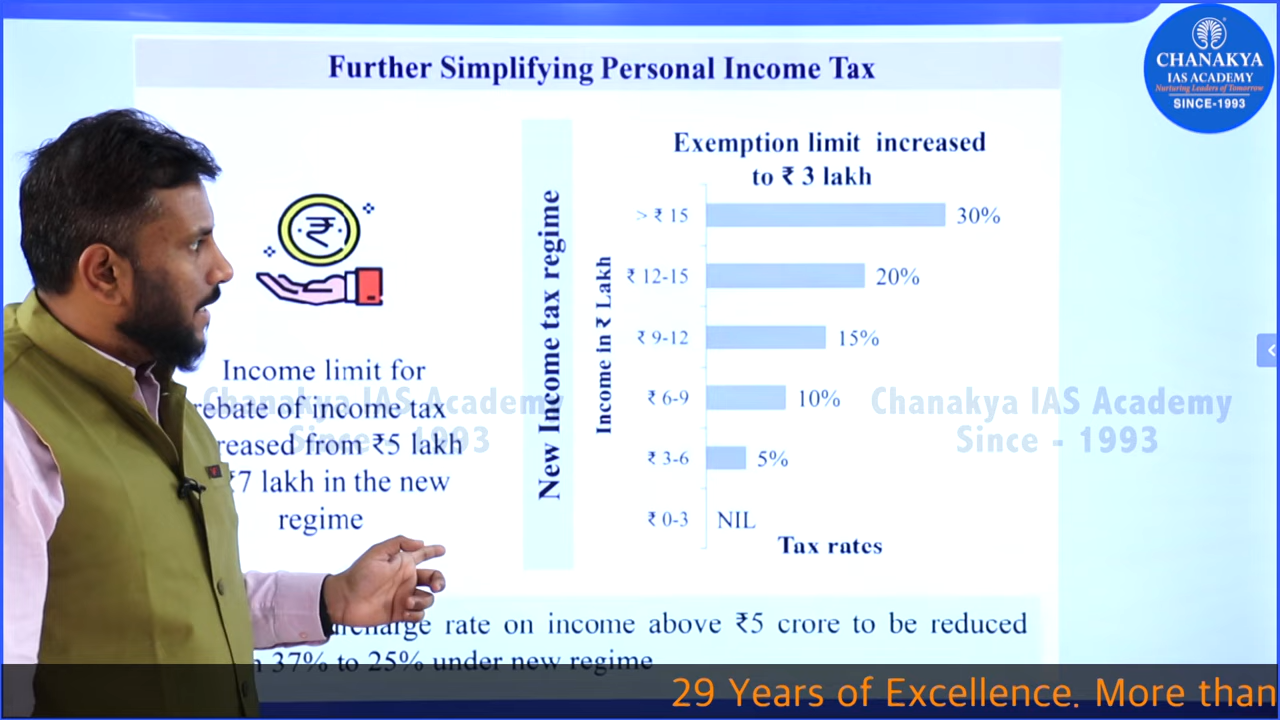 Further Simplifying Personal Income Tax
CHANAKYA
IAS ACADEMY
Nurturing Leaders of Tomorrow
SINCE-1993
Income limit for
rebate of income tax
reased from ₹5 lakh
₹7 lakh in the new
regime
New Income tax regime
Exemption limit increased
to ₹ 3 lakh
Income in ₹ Lakh
> ₹ 15 30%
₹ 12-15 20%
₹ 9-12 15%
₹ 6-9 10%
₹ 3-6 5%
₹ 0-3 NIL
Tax rates
Chanakya IAS Academy
Since - 1993
Chanakya IAS Academy
Since - 1993
rate on income above ₹5 crore to be reduced
37% to 25% under new regime
29 Years of Excellence. More than